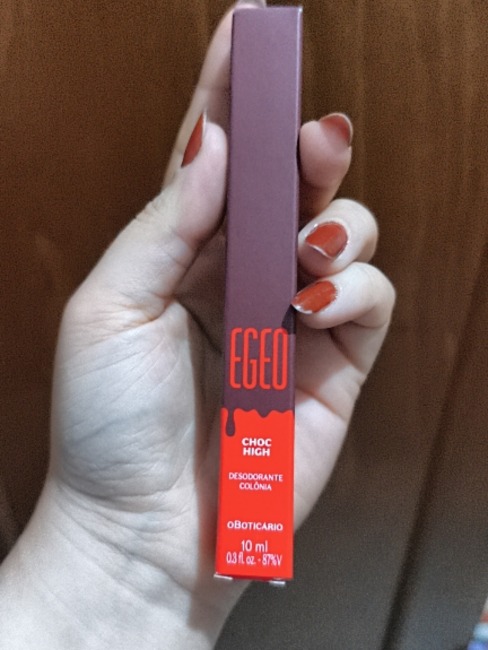 EGEO
CHOC
HIGH
DESODORANTE
COLÔNIA
oBOTICÁRIO
10 ml
0.3 fl. oz. - 87%V